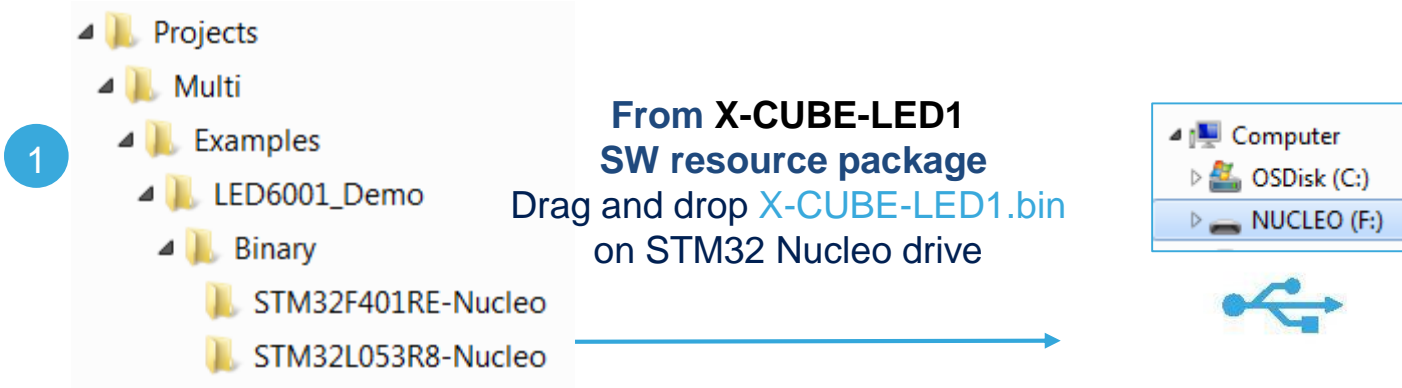 1
Projects
Multi
Examples
LED6001_Demo
Binary
STM32F401RE-Nucleo
STM32L053R8-Nucleo
From X-CUBE-LED1
SW resource package
Drag and drop X-CUBE-LED1.bin
on STM32 Nucleo drive
Computer
OSDisk (C:)
NUCLEO (F:)